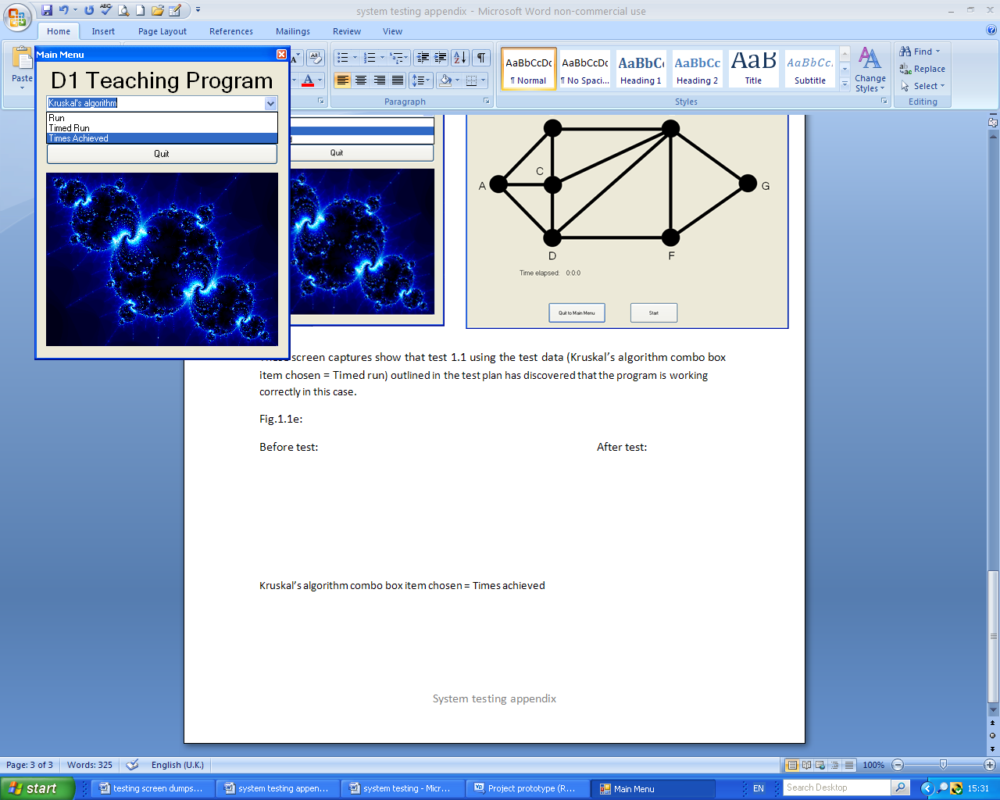 system testing appendix - Microsoft Word non-commercial use
Home Insert Page Layout References Mailings Review View
Paste
Paragraph
AaBbCcDc AaBbCcDc AaBbCc AaBbCc AaB AaBbCc.
¶ Normal ¶ No Spaci... Heading 1 Heading 2 Title Subtitle
Change Styles
Styles
Find
Replace
Select
Editing
Main Menu
D1 Teaching Program
Kruskal's algorithm
Run
Timed Run
Times Achieved
Quit
Quit
A
C
D
F
G
Time elapsed: 0:0:0
Quit to Main Menu Start
screen captures show that test 1.1 using the test data (Kruskal's algorithm combo box
item chosen = Timed run) outlined in the test plan has discovered that the program is working
correctly in this case.
Fig.1.1e:
Before test: After test:
Kruskal's algorithm combo box item chosen = Times achieved
System testing appendix
Page: 3 of 3 Words: 325 English (U.K.) 100%
start testing screen dumps... system testing appen... system testing - Micr... Project prototype (R... Main Menu EN Search Desktop 15:31